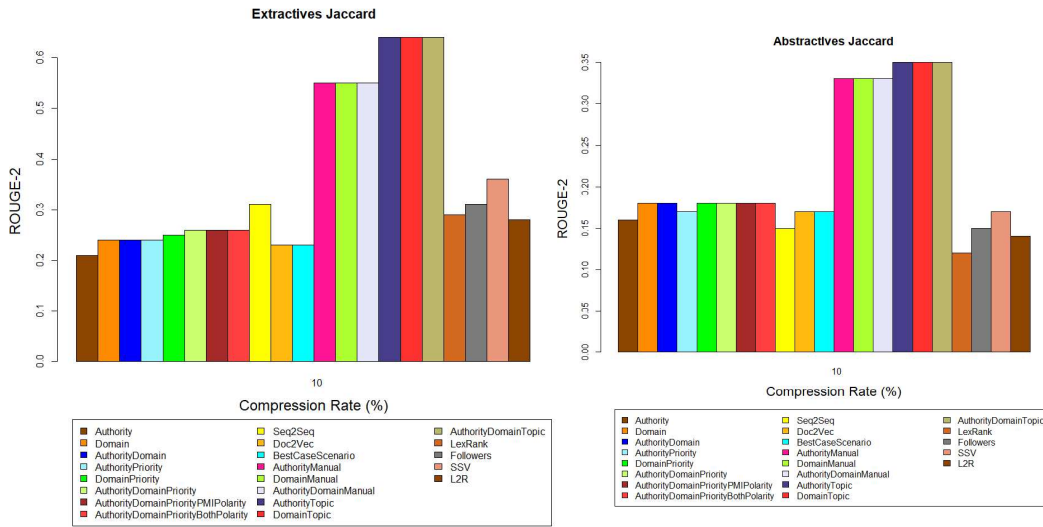 Extractives Jaccard
ROUGE-2
0.0
0.1
0.2
0.3
0.4
0.5
0.6
10
Compression Rate (%)
Authority
Domain
AuthorityDomain
AuthorityPriority
DomainPriority
AuthorityDomainPriority
AuthorityDomainPriorityPMIPolarity
AuthorityDomainPriorityBothPolarity
Seq2Seq
Doc2Vec
BestCaseScenario
AuthorityManual
DomainManual
AuthorityDomainManual
AuthorityTopic
DomainTopic
AuthorityDomainTopic
LexRank
Followers
SSV
L2R
Abstractives Jaccard
ROUGE-2
0.00
0.05
0.10
0.15
0.20
0.25
0.30
0.35
10
Compression Rate (%)
Authority
Domain
AuthorityDomain
AuthorityPriority
DomainPriority
AuthorityDomainPriority
AuthorityDomainPriorityPMIPolarity
AuthorityDomainPriorityBothPolarity
Seq2Seq
Doc2Vec
BestCaseScenario
AuthorityManual
DomainManual
AuthorityDomainManual
AuthorityTopic
DomainTopic
AuthorityDomainTopic
LexRank
Followers
SSV
L2R